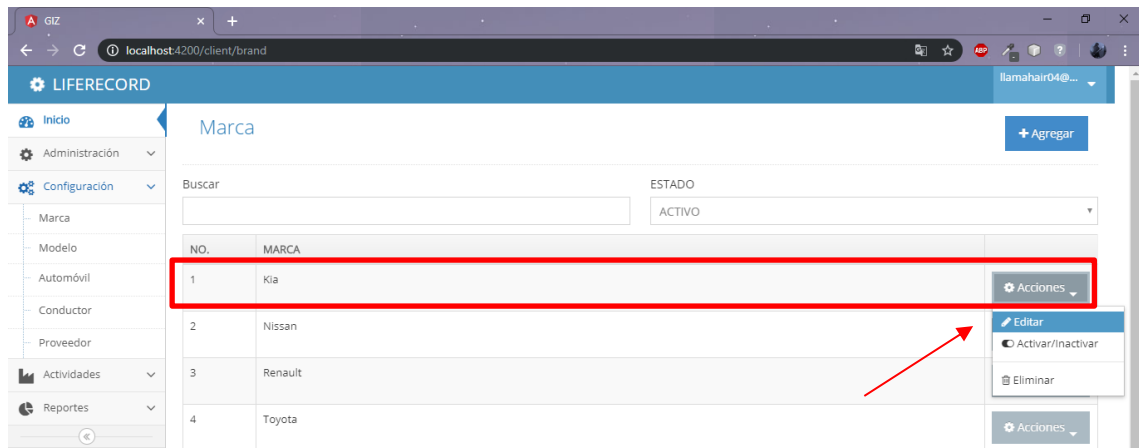 GIZ
localhost:4200/client/brand
ABP
LIFERECORD
llamahair04@...
Inicio
Marca
+ Agregar
Administración
Configuración
Buscar
ESTADO
ACTIVO
Marca
Modelo
NO. MARCA
Automóvil
1 Kia Acciones
Conductor
Editar
2 Nissan
Activar/Inactivar
Proveedor
Actividades
3 Renault
Eliminar
Reportes
4 Toyota Acciones